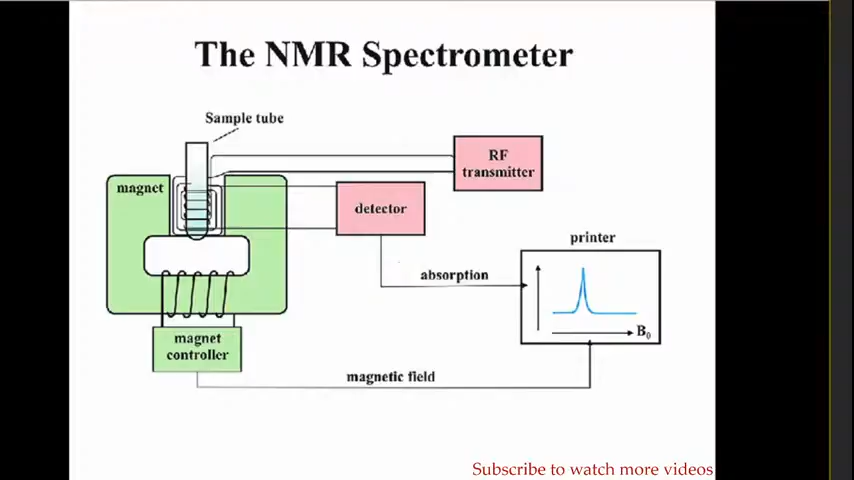 The NMR Spectrometer
Sample tube
RF
transmitter
magnet
detector
printer
absorption
B₀
magnet
controller
magnetic field
Subscribe to watch more videos